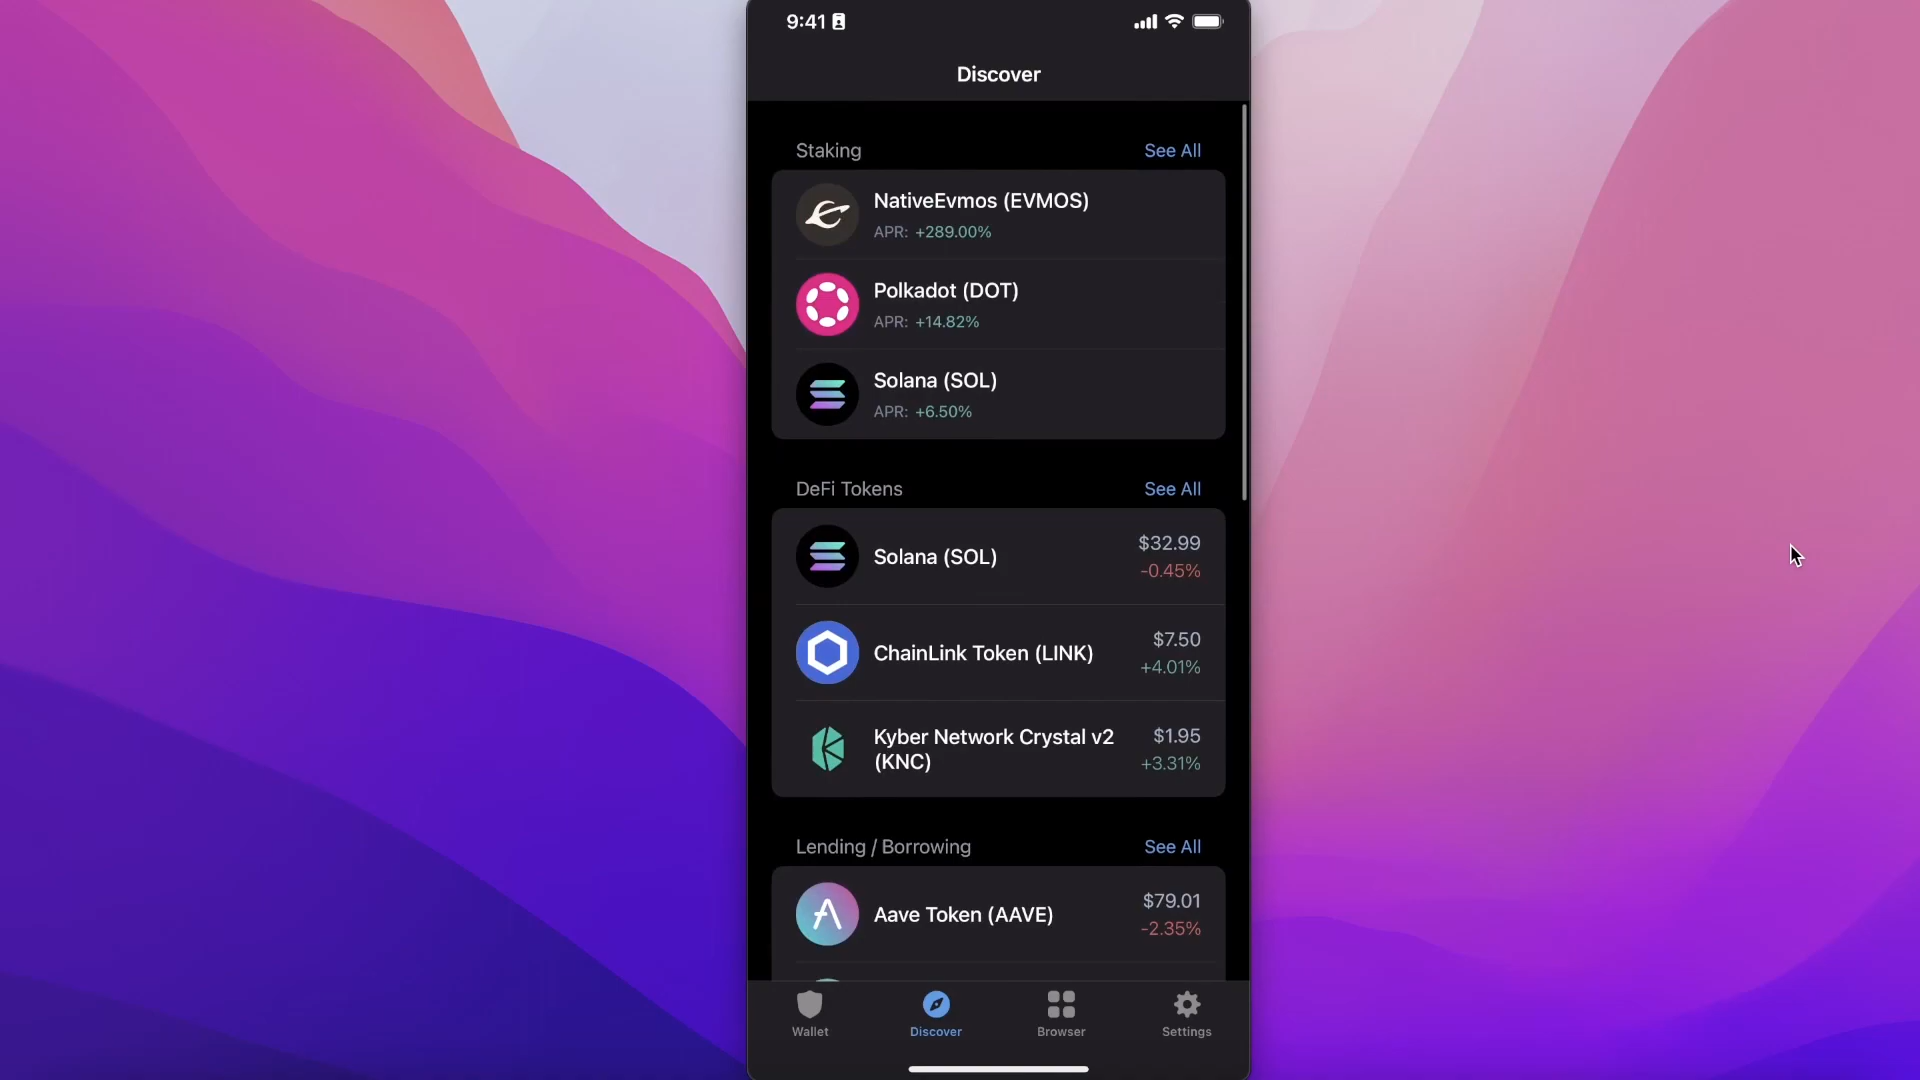 9:41
Discover
Staking See All
NativeEvmos (EVMOS)
APR: +289.00%
Polkadot (DOT)
APR: +14.82%
Solana (SOL)
APR: +6.50%
DeFi Tokens See All
Solana (SOL) $32.99
-0.45%
ChainLink Token (LINK) $7.50
+4.01%
Kyber Network Crystal v2 $1.95
(KNC) +3.31%
Lending / Borrowing See All
Aave Token (AAVE) $79.01
-2.35%
Wallet Discover Browser Settings